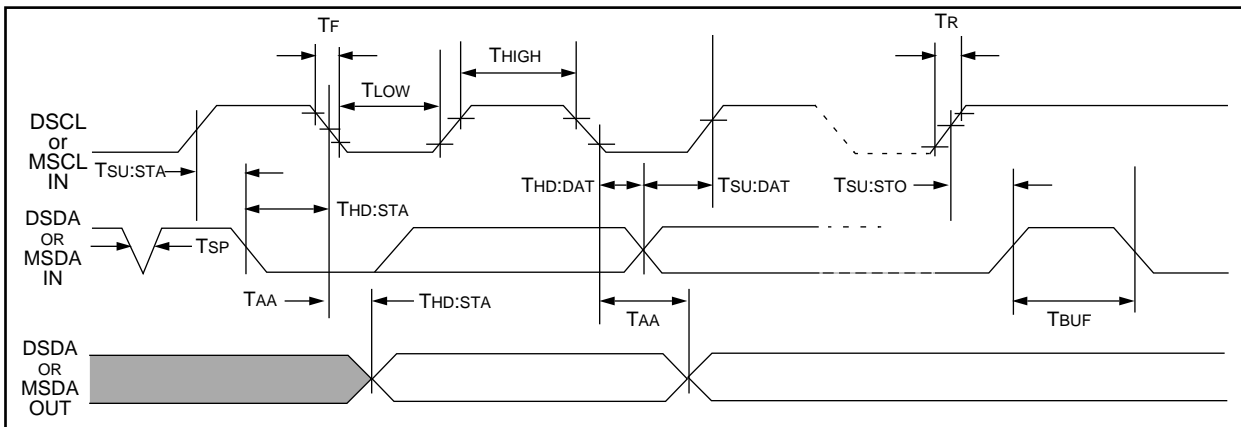 TF
TR
THIGH
TLOW
DSCL
or
MSCL
IN
TSU:STA
THD:DAT
TSU:DAT
TSU:STO
THD:STA
DSDA
OR
MSDA
IN
TSP
TAA
THD:STA
TAA
TBUF
DSDA
OR
MSDA
OUT